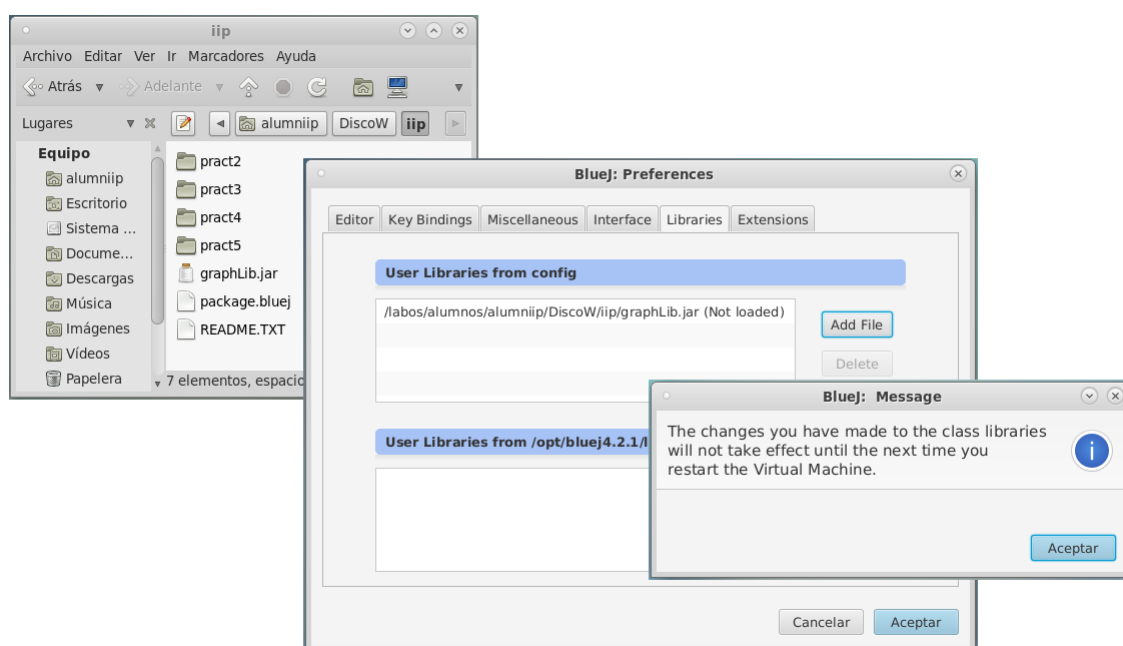 iip
Archivo Editar Ver Ir Marcadores Ayuda
Atrás Adelante
Lugares
alumniip DiscoW iip
Equipo
alumniip
Escritorio
Sistema ...
Docume...
Descargas
Música
Imágenes
Vídeos
Papelera
pract2
pract3
pract4
pract5
graphLib.jar
package.bluej
README.TXT
7 elementos, espacio
BlueJ: Preferences
Editor Key Bindings Miscellaneous Interface Libraries Extensions
User Libraries from config
/labos/alumnos/alumniip/DiscoW/iip/graphLib.jar (Not loaded)
Add File
Delete
User Libraries from /opt/bluej4.2.1/l
Cancelar Aceptar
BlueJ: Message
The changes you have made to the class libraries
will not take effect until the next time you
restart the Virtual Machine.
Aceptar